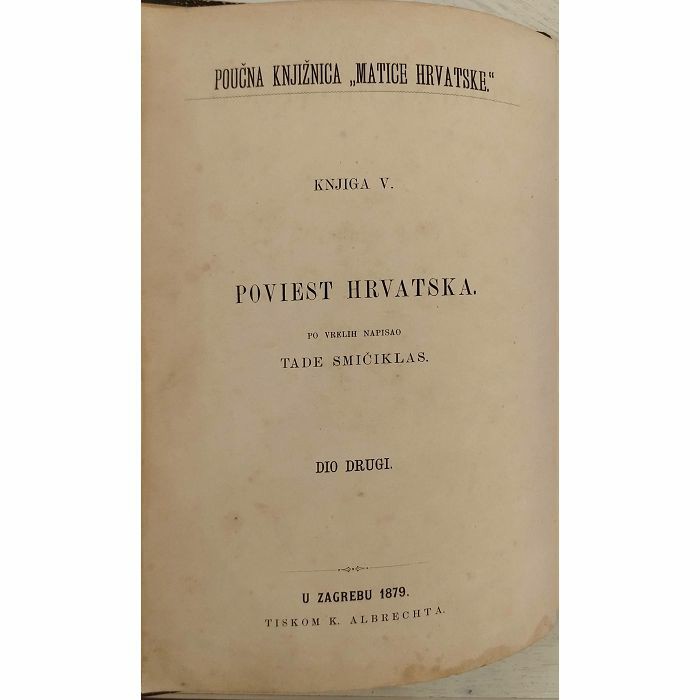 POUČNA KNJIŽNICA „MATICE HRVATSKE.“
KNJIGA V.
POVIEST HRVATSKA.
PO VRELIH NAPISAO
TADE SMIČIKLAS.
DIO DRUGI.
U ZAGREBU 1879.
TISKOM K. ALBRECHTA.